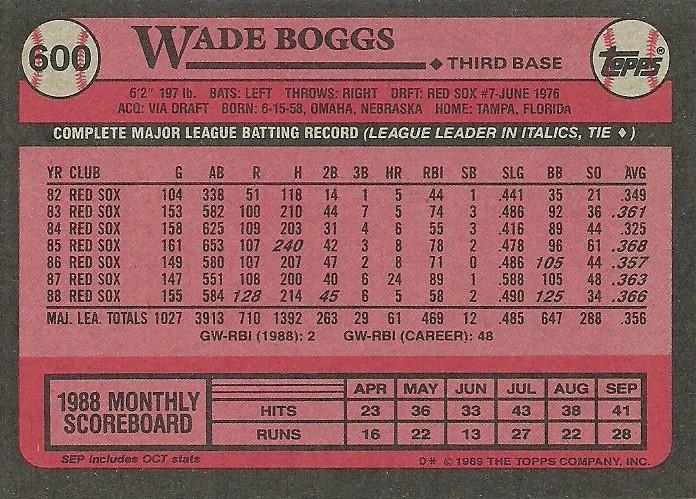 600
WADE BOGGS
◆ THIRD BASE
TOPPS®
6'2" 197 lb. BATS: LEFT THROWS: RIGHT DRFT: RED SOX #7-JUNE 1976
ACQ: VIA DRAFT BORN: 6-15-58, OMAHA, NEBRASKA HOME: TAMPA, FLORIDA
COMPLETE MAJOR LEAGUE BATTING RECORD (LEAGUE LEADER IN ITALICS, TIE ♦)
YR CLUB G AB R H 2B 3B HR RBI SB SLG BB SO AVG
82 RED SOX 104 338 51 118 14 1 5 44 1 .441 35 21 .349
83 RED SOX 153 582 100 210 44 7 5 74 3 .486 92 36 .361
84 RED SOX 158 625 109 203 31 4 6 55 3 .416 89 44 .325
85 RED SOX 161 653 107 240 42 3 8 78 2 .478 96 61 .368
86 RED SOX 149 580 107 207 47 2 8 71 0 .486 105 44 .357
87 RED SOX 147 551 108 200 40 6 24 89 1 .588 105 48 .363
88 RED SOX 155 584 128 214 45 6 5 58 2 .490 125 34 .366
MAJ. LEA. TOTALS 1027 3913 710 1392 263 29 61 469 12 .485 647 288 .356
GW-RBI (1988): 2 GW-RBI (CAREER): 48
1988 MONTHLY SCOREBOARD
APR MAY JUN JUL AUG SEP
HITS 23 36 33 43 38 41
RUNS 16 22 13 27 22 28
SEP includes OCT stats
D* © 1989 THE TOPPS COMPANY, INC.